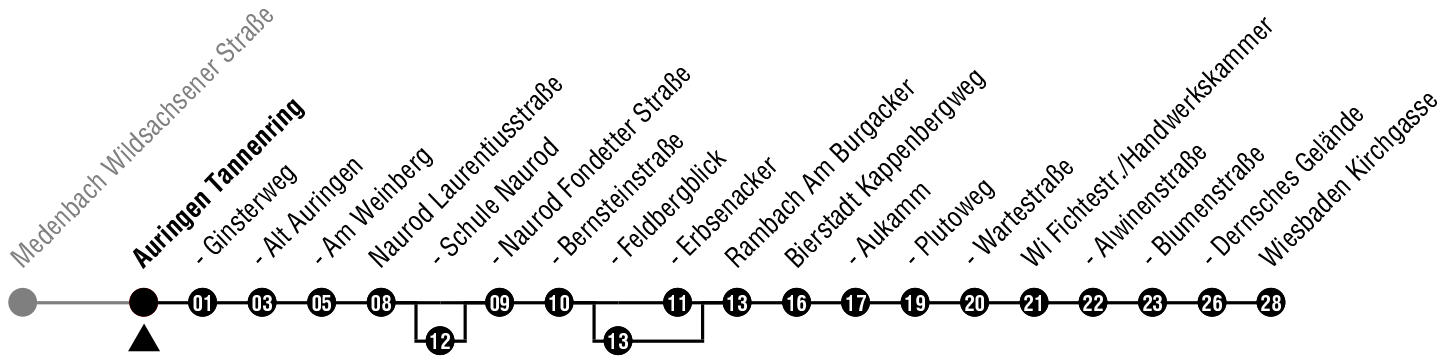 Medenbach Wildsachsener Straße
Auringen Tannenring
- Ginsterweg
- Alt Auringen
- Am Weinberg
Naurod Laurentiusstraße
- Schule Naurod
- Naurod Fondetter Straße
- Bernsteinstraße
- Feldbergblick
- Erbsenacker
Rambach Am Burgacker
Bierstadt Kappenbergweg
- Aukamm
- Plutoweg
- Wartestraße
Wi Fichtestr./Handwerkskammer
- Alwinenstraße
- Blumenstraße
- Dernsches Gelände
Wiesbaden Kirchgasse
01 03 05 08 09 10 11 13 16 17 19 20 21 22 23 26 28
12 13